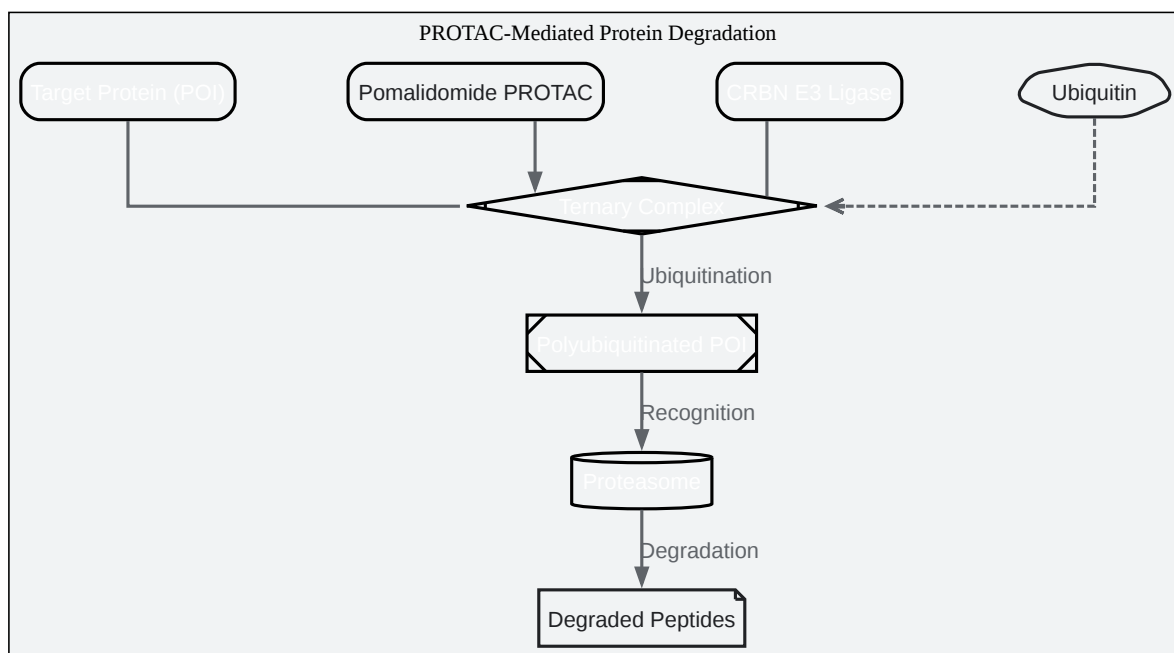 PROTAC-Mediated Protein Degradation
Target Protein (POI)
Pomalidomide PROTAC
CRBN E3 Ligase
Ubiquitin
Ternary Complex
Ubiquitination
Polyubiquitinated POI
Recognition
Proteasome
Degradation
Degraded Peptides